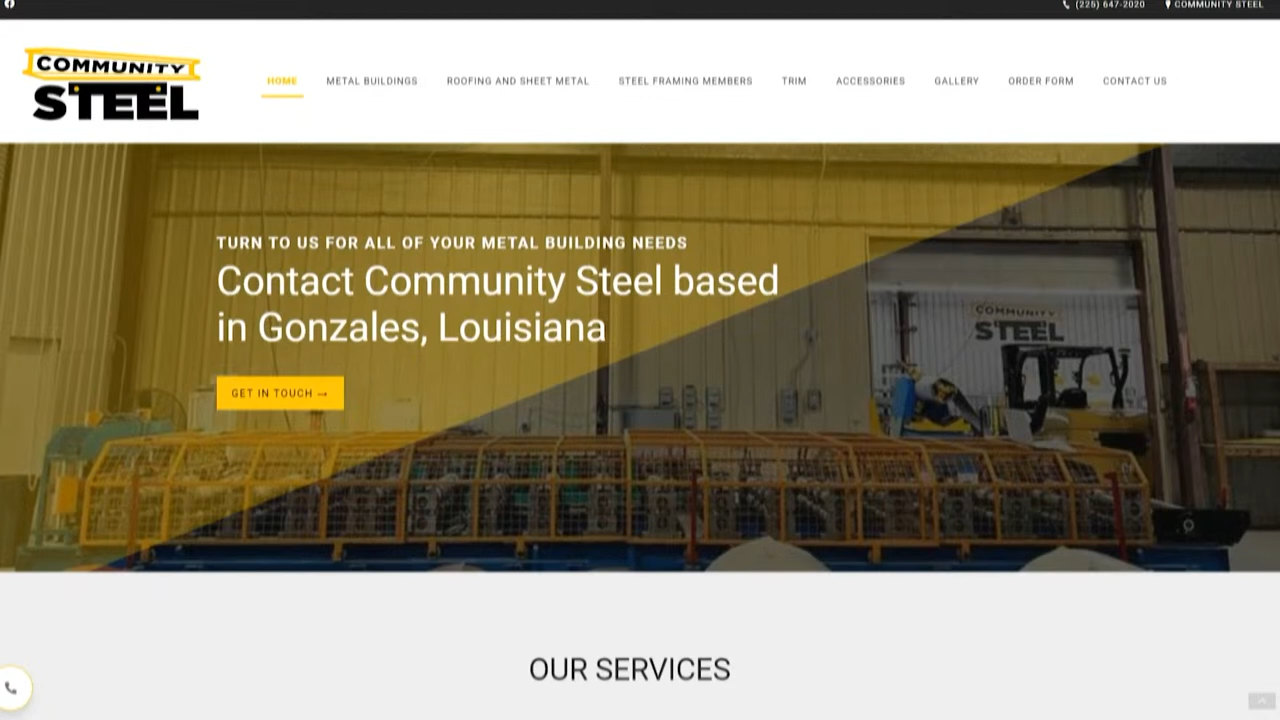 (225) 647-2020 COMMUNITY STEEL
COMMUNITY
STEEL
HOME METAL BUILDINGS ROOFING AND SHEET METAL STEEL FRAMING MEMBERS TRIM ACCESSORIES GALLERY ORDER FORM CONTACT US
TURN TO US FOR ALL OF YOUR METAL BUILDING NEEDS
Contact Community Steel based
in Gonzales, Louisiana
COMMUNITY
STEEL
GET IN TOUCH →
OUR SERVICES